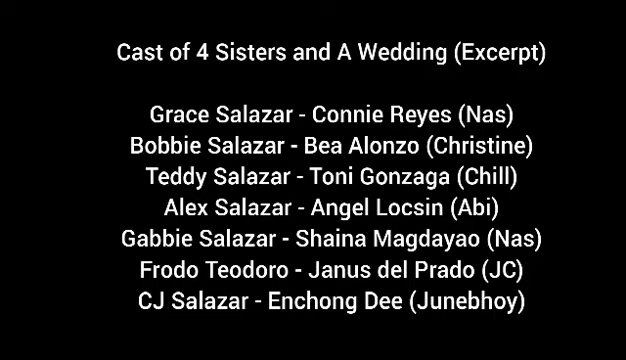 Cast of 4 Sisters and A Wedding (Excerpt)
Grace Salazar - Connie Reyes (Nas)
Bobbie Salazar - Bea Alonzo (Christine)
Teddy Salazar - Toni Gonzaga (Chill)
Alex Salazar - Angel Locsin (Abi)
Gabbie Salazar - Shaina Magdayao (Nas)
Frodo Teodoro - Janus del Prado (JC)
CJ Salazar - Enchong Dee (Junebhoy)